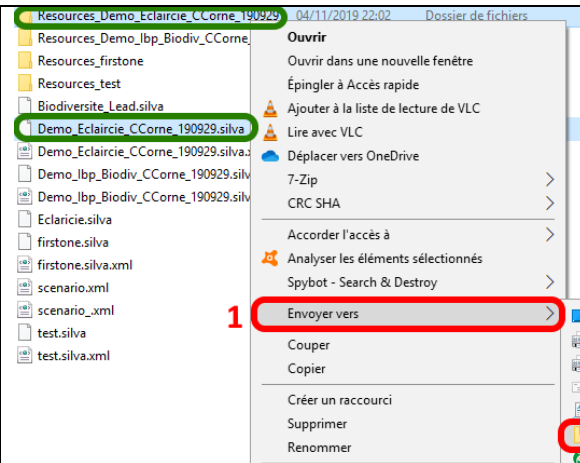 Resources_Demo_Eclaircie_CCorne_190929 04/11/2019 22:02 Dossier de fichiers
Resources_Demo_Ibp_Biodiv_CCorne_
Resources_firstone
Resources_test
Biodiversite_Lead.silva
Demo_Eclaircie_CCorne_190929.silva
Demo_Eclaircie_CCorne_190929.silva.
Demo_Ibp_Biodiv_CCorne_190929.silv
Demo_Ibp_Biodiv_CCorne_190929.silv
Eclaricie.silva
firstone.silva
firstone.silva.xml
scenario.xml
scenario_.xml
test.silva
test.silva.xml
Ouvrir
Ouvrir dans une nouvelle fenêtre
Épingler à Accès rapide
Ajouter à la liste de lecture de VLC
Lire avec VLC
Déplacer vers OneDrive
7-Zip
CRC SHA
Accorder l'accès à
Analyser les éléments sélectionnés
Spybot - Search & Destroy
1 Envoyer vers
Couper
Copier
Créer un raccourci
Supprimer
Renommer